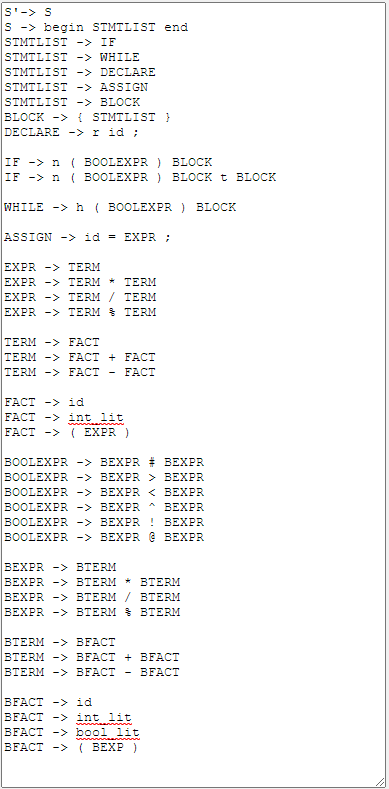 S'-> S
S -> begin STMTLIST end
STMTLIST -> IF
STMTLIST -> WHILE
STMTLIST -> DECLARE
STMTLIST -> ASSIGN
STMTLIST -> BLOCK
BLOCK -> { STMTLIST }
DECLARE -> r id ;
IF -> n ( BOOLEXPR ) BLOCK
IF -> n ( BOOLEXPR ) BLOCK t BLOCK
WHILE -> h ( BOOLEXPR ) BLOCK
ASSIGN -> id = EXPR ;
EXPR -> TERM
EXPR -> TERM * TERM
EXPR -> TERM / TERM
EXPR -> TERM % TERM
TERM -> FACT
TERM -> FACT + FACT
TERM -> FACT - FACT
FACT -> id
FACT -> int_lit
FACT -> ( EXPR )
BOOLEXPR -> BEXPR # BEXPR
BOOLEXPR -> BEXPR > BEXPR
BOOLEXPR -> BEXPR < BEXPR
BOOLEXPR -> BEXPR ^ BEXPR
BOOLEXPR -> BEXPR ! BEXPR
BOOLEXPR -> BEXPR @ BEXPR
BEXPR -> BTERM
BEXPR -> BTERM * BTERM
BEXPR -> BTERM / BTERM
BEXPR -> BTERM % BTERM
BTERM -> BFACT
BTERM -> BFACT + BFACT
BTERM -> BFACT - BFACT
BFACT -> id
BFACT -> int_lit
BFACT -> bool_lit
BFACT -> ( BEXP )